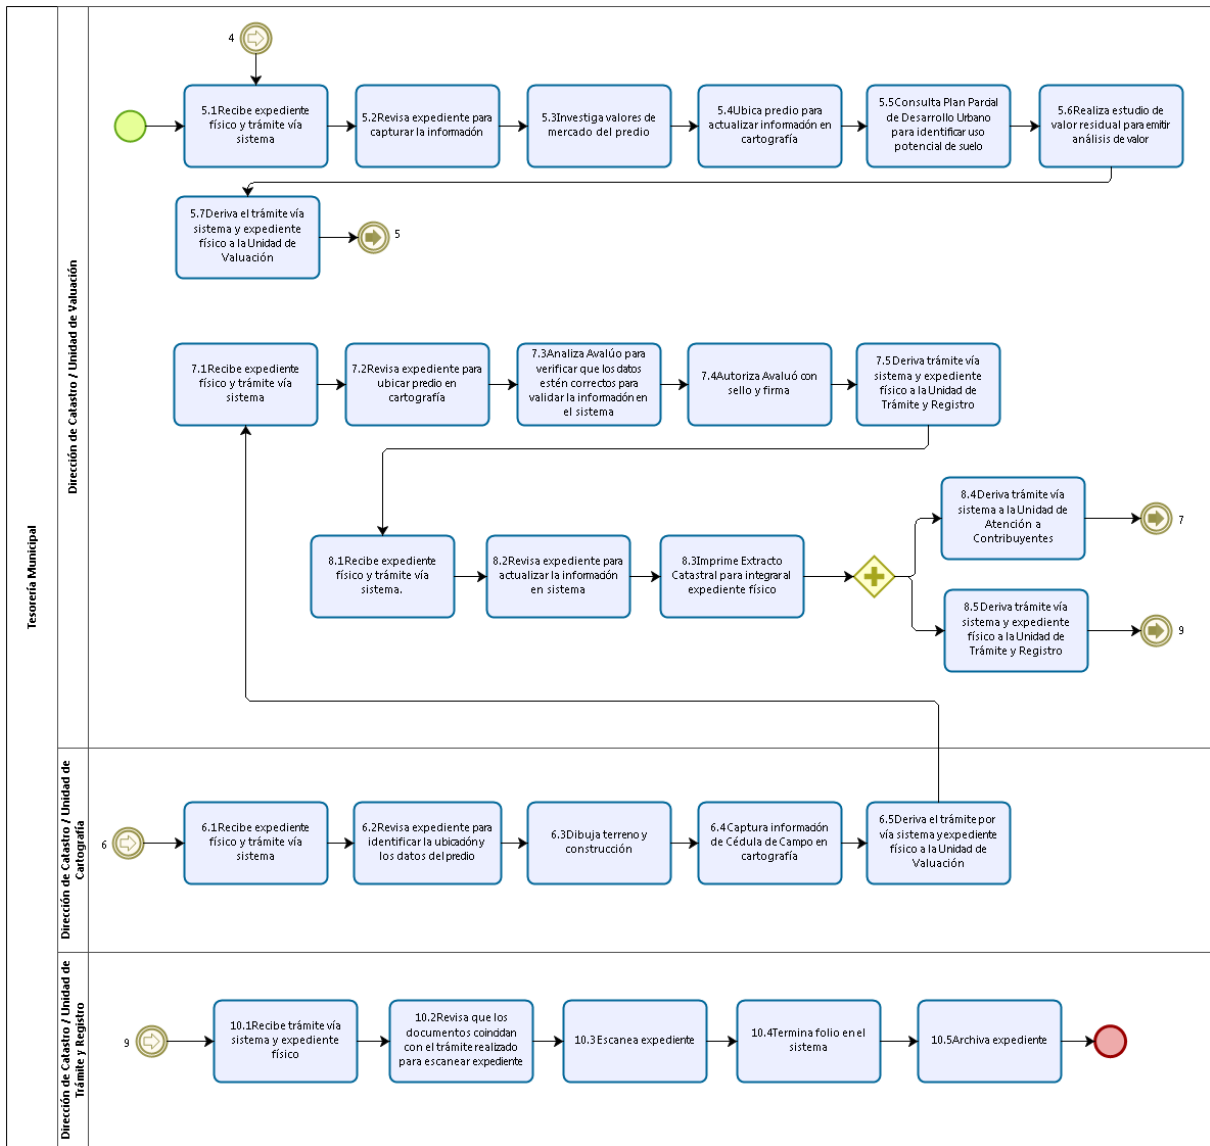 Tesorería Municipal
Dirección de Catastro / Unidad de Valuación
4
5.1Recibe expediente
físico y trámite vía
sistema
5.2Revisa expediente para
capturar la información
5.3Investiga valores de
mercado del predio
5.4Ubica predio para
actualizar información en
cartografía
5.5Consulta Plan Parcial
de Desarrollo Urbano
para identificar uso
potencial de suelo
5.6Realiza estudio de
valor residual para emitir
análisis de valor
5.7Deriva el trámite vía
sistema y expediente
físico a la Unidad de
Valuación
5
7.1Recibe expediente
físico y trámite vía
sistema
7.2Revisa expediente para
ubicar predio en
cartografía
7.3Analiza Avalúo para
verificar que los datos
estén correctos para
validar la información en
el sistema
7.4Autoriza Avaluó con
sello y firma
7.5Deriva trámite vía
sistema y expediente
físico a la Unidad de
Trámite y Registro
8.1Recibe expediente
físico y trámite vía
sistema.
8.2Revisa expediente para
actualizar la información
en sistema
8.3Imprime Extracto
Catastral para integrar al
expediente físico
8.4Deriva trámite vía
sistema a la Unidad de
Atención a
Contribuyentes
7
8.5Deriva trámite vía
sistema y expediente
físico a la Unidad de
Trámite y Registro
9
Dirección de Catastro / Unidad de
Cartografía
6
6.1Recibe expediente
físico y trámite vía
sistema
6.2Revisa expediente para
identificar la ubicación y
los datos del predio
6.3Dibuja terreno y
construcción
6.4Captura información
de Cédula de Campo en
cartografía
6.5Deriva el trámite por
vía sistema y expediente
físico a la Unidad de
Valuación
Dirección de Catastro / Unidad de
Trámite y Registro
9
10.1Recibe trámite vía
sistema y expediente
físico
10.2Revisa que los
documentos coincidan
con el trámite realizado
para escanear expediente
10.3Escanea expediente
10.4Termina folio en el
sistema
10.5Archiva expediente